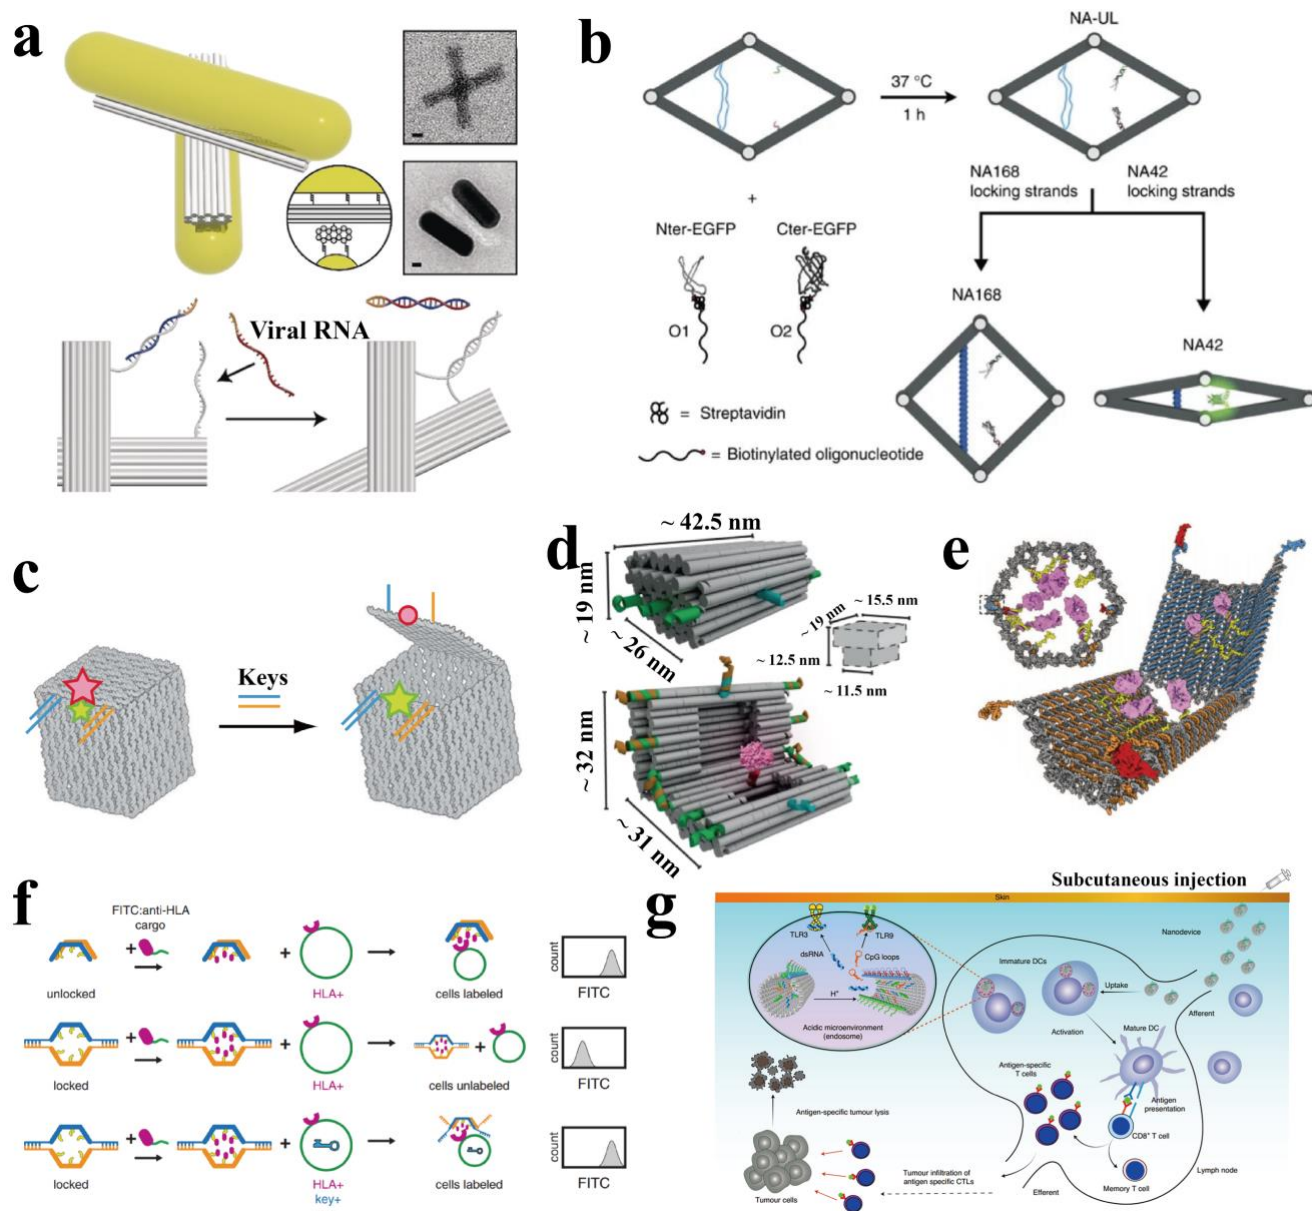 a
Viral RNA
b
NA-UL
37 °C
1 h
NA168
locking strands
NA42
locking strands
+
Nter-EGFP
Cter-EGFP
O1
O2
NA168
NA42
= Streptavidin
= Biotinylated oligonucleotide
c
Keys
d
~ 42.5 nm
~ 19 nm
~ 26 nm
~ 15.5 nm
~ 19 nm
~ 12.5 nm
~ 11.5 nm
~ 32 nm
~ 31 nm
e
f
FITC:anti-HLA
cargo
+
+
unlocked
HLA+
cells labeled
count
FITC
+
+
+
locked
HLA+
cells unlabeled
count
FITC
+
+
locked
HLA+
key+
cells labeled
count
FITC
g
Subcutaneous injection
Skin
TLR3
TLR9
dsRNA
CpG loops
H+
Acidic microenvironment
(endosome)
Nanodevice
Immature DCs
Uptake
Afferent
Activation
Mature DC
Antigen-specific
T cells
Antigen
presentation
CD8+ T cell
Antigen-specific tumour lysis
Lymph node
Memory T cell
Tumour infiltration of
antigen specific CTLs
Efferent
Tumour cells